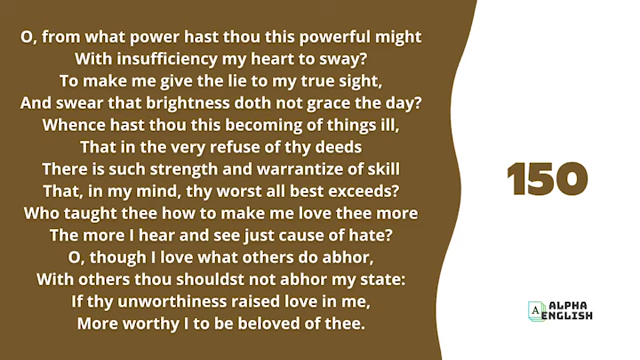 O, from what power hast thou this powerful might
With insufficiency my heart to sway?
To make me give the lie to my true sight,
And swear that brightness doth not grace the day?
Whence hast thou this becoming of things ill,
That in the very refuse of thy deeds
There is such strength and warrantize of skill
That, in my mind, thy worst all best exceeds?
Who taught thee how to make me love thee more
The more I hear and see just cause of hate?
O, though I love what others do abhor,
With others thou shouldst not abhor my state:
If thy unworthiness raised love in me,
More worthy I to be beloved of thee.
150
A
ALPHA
ENGLISH